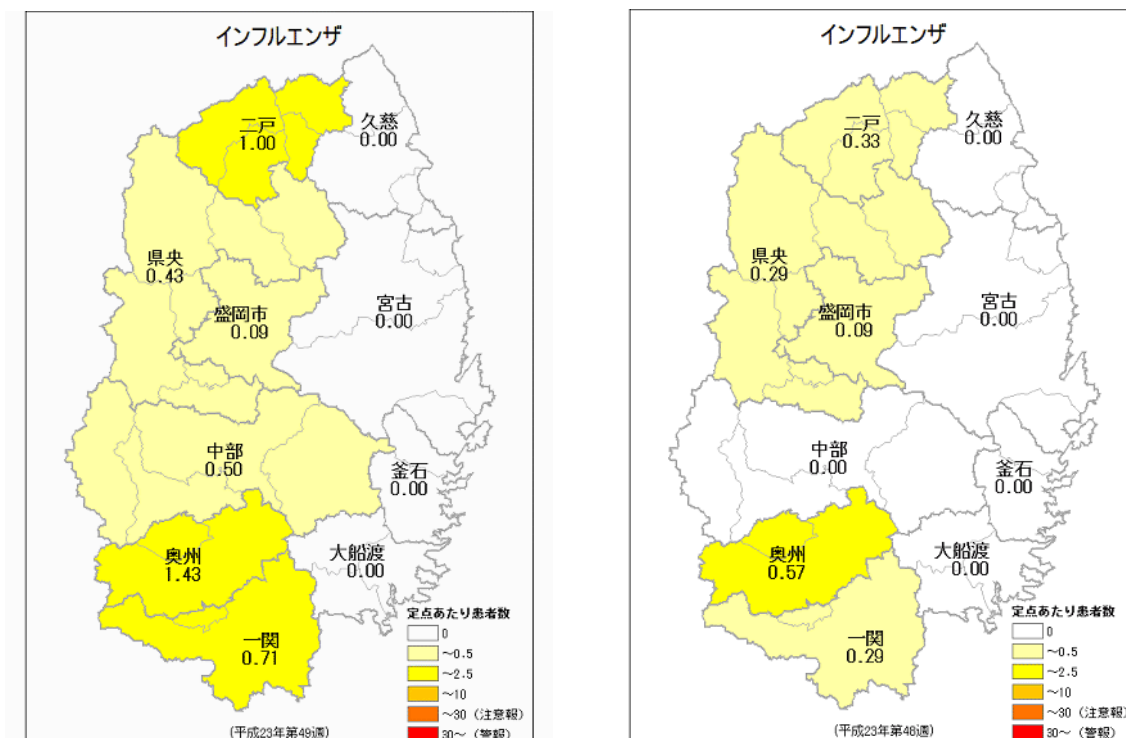 インフルエンザ
二戸
1.00
久慈
0.00
県央
0.43
盛岡市
0.09
宮古
0.00
中部
0.50
釜石
0.00
奥州
1.43
大船渡
0.00
一関
0.71
定点あたり患者数
0
～0.5
～2.5
～10
～30（注意報）
30～（警報）
(平成23年第49週)
インフルエンザ
二戸
0.33
久慈
0.00
県央
0.29
盛岡市
0.09
宮古
0.00
中部
0.00
釜石
0.00
奥州
0.57
大船渡
0.00
一関
0.29
定点あたり患者数
0
～0.5
～2.5
～10
～30（注意報）
30～（警報）
(平成23年第48週)